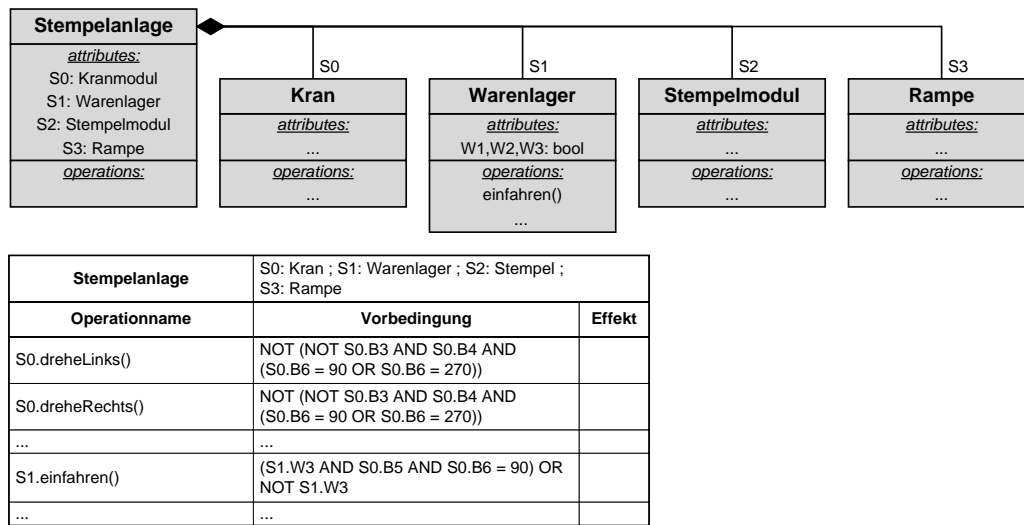 Stempelanlage
attributes:
S0: Kranmodul
S1: Warenlager
S2: Stempelmodul
S3: Rampe
operations:
S0
Kran
attributes:
...
operations:
...
S1
Warenlager
attributes:
W1,W2,W3: bool
operations:
einfahren()
...
S2
Stempelmodul
attributes:
...
operations:
...
S3
Rampe
attributes:
...
operations:
...
Stempelanlage
S0: Kran ; S1: Warenlager ; S2: Stempel ;
S3: Rampe
Operationname
Vorbedingung
Effekt
S0.dreheLinks()
NOT (NOT S0.B3 AND S0.B4 AND
(S0.B6 = 90 OR S0.B6 = 270))
S0.dreheRechts()
NOT (NOT S0.B3 AND S0.B4 AND
(S0.B6 = 90 OR S0.B6 = 270))
...
...
S1.einfahren()
(S1.W3 AND S0.B5 AND S0.B6 = 90) OR
NOT S1.W3
...
...